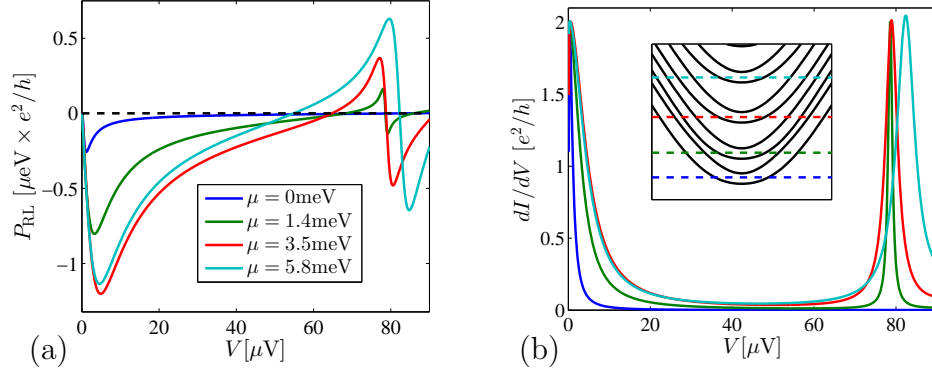 0.5
0
−0.5
−1
P_RL [μeV × e²/h]
μ = 0meV
μ = 1.4meV
μ = 3.5meV
μ = 5.8meV
0 20 40 60 80
V[μV]
(a)
2
1.5
1
0.5
0
dI/dV [e²/h]
0 20 40 60 80
V[μV]
(b)